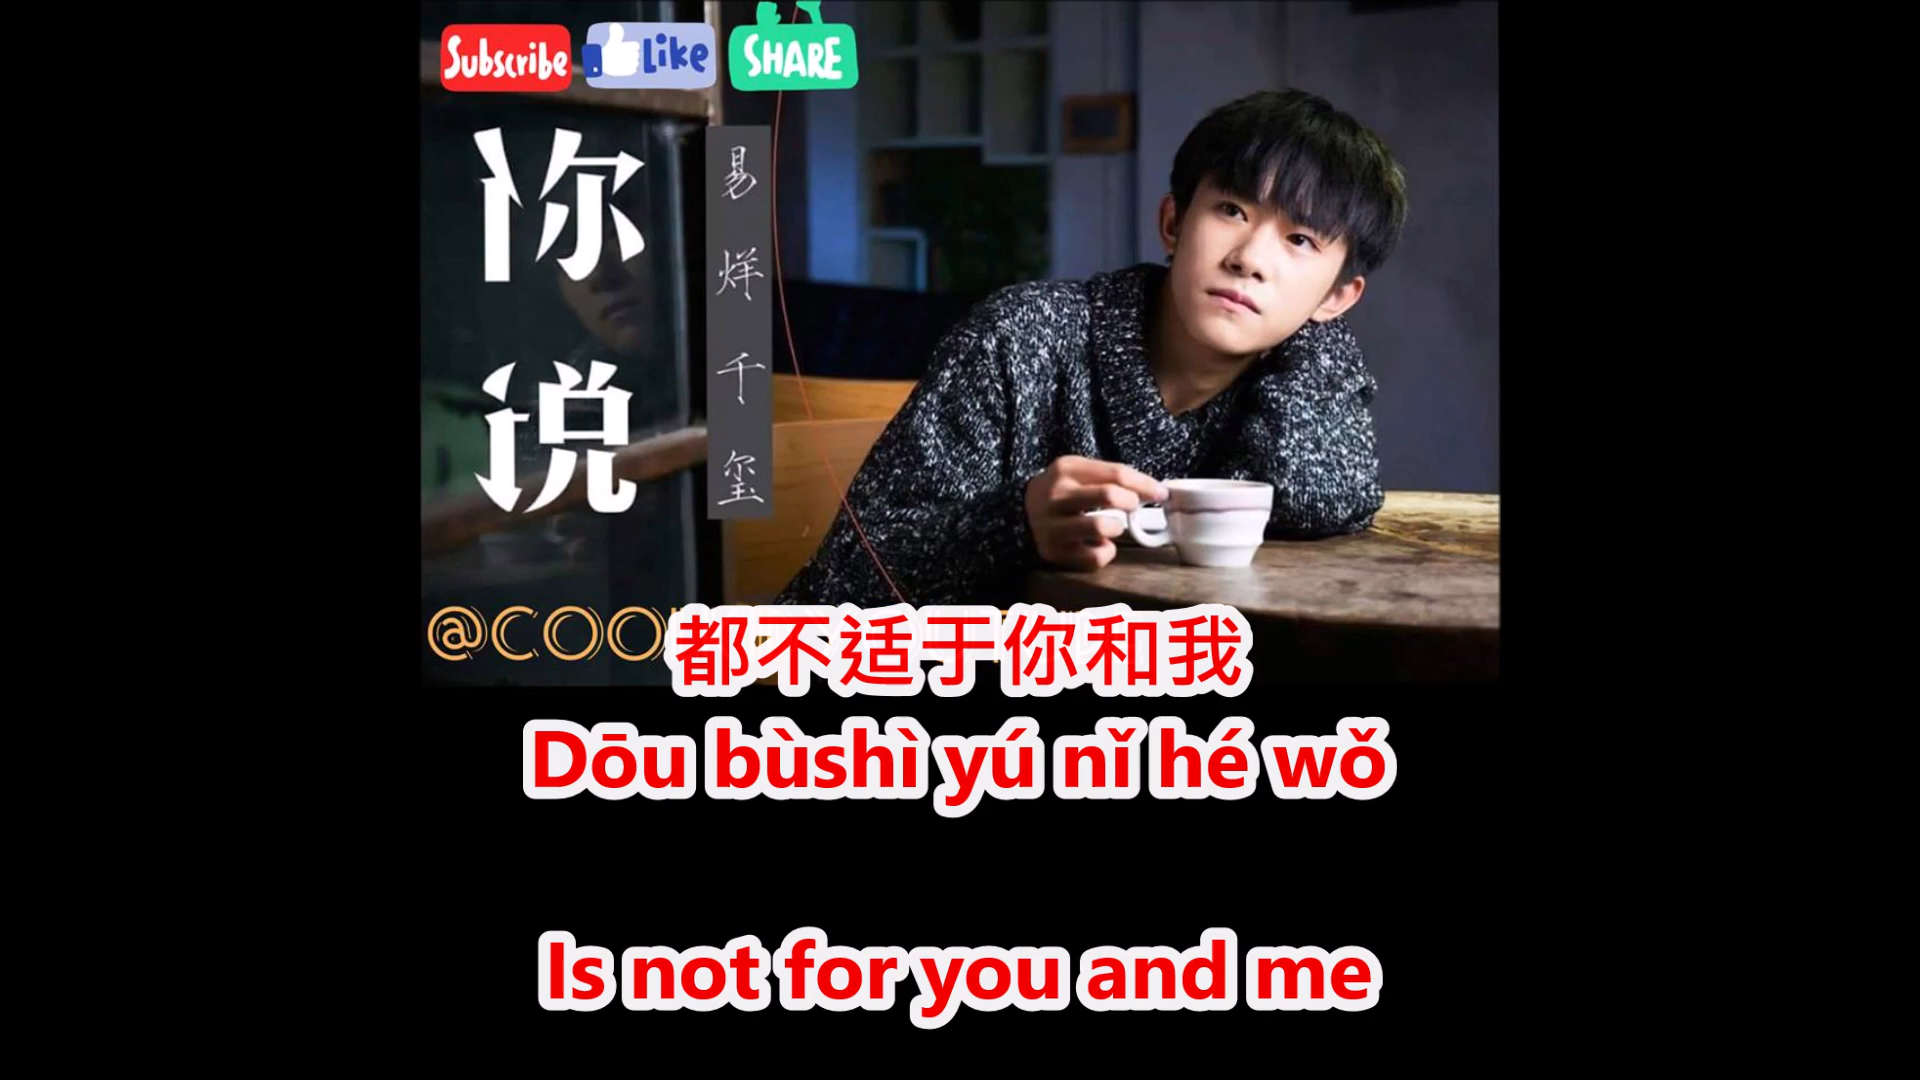 Subscribe
Like
SHARE
你说
易烊千玺
@COO
都不适于你和我
Dōu bùshì yú nǐ hé wǒ
Is not for you and me